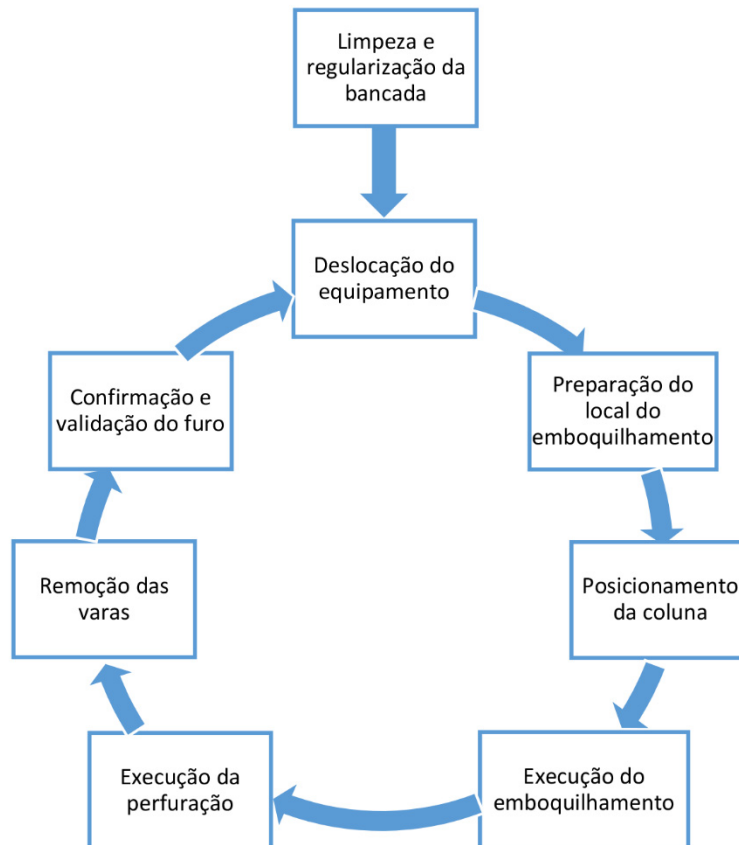 Limpeza e
regularização da
bancada
Deslocação do
equipamento
Preparação do
local do
emboquilhamento
Posicionamento
da coluna
Execução do
emboquilhamento
Execução da
perfuração
Remoção das
varas
Confirmação e
validação do furo